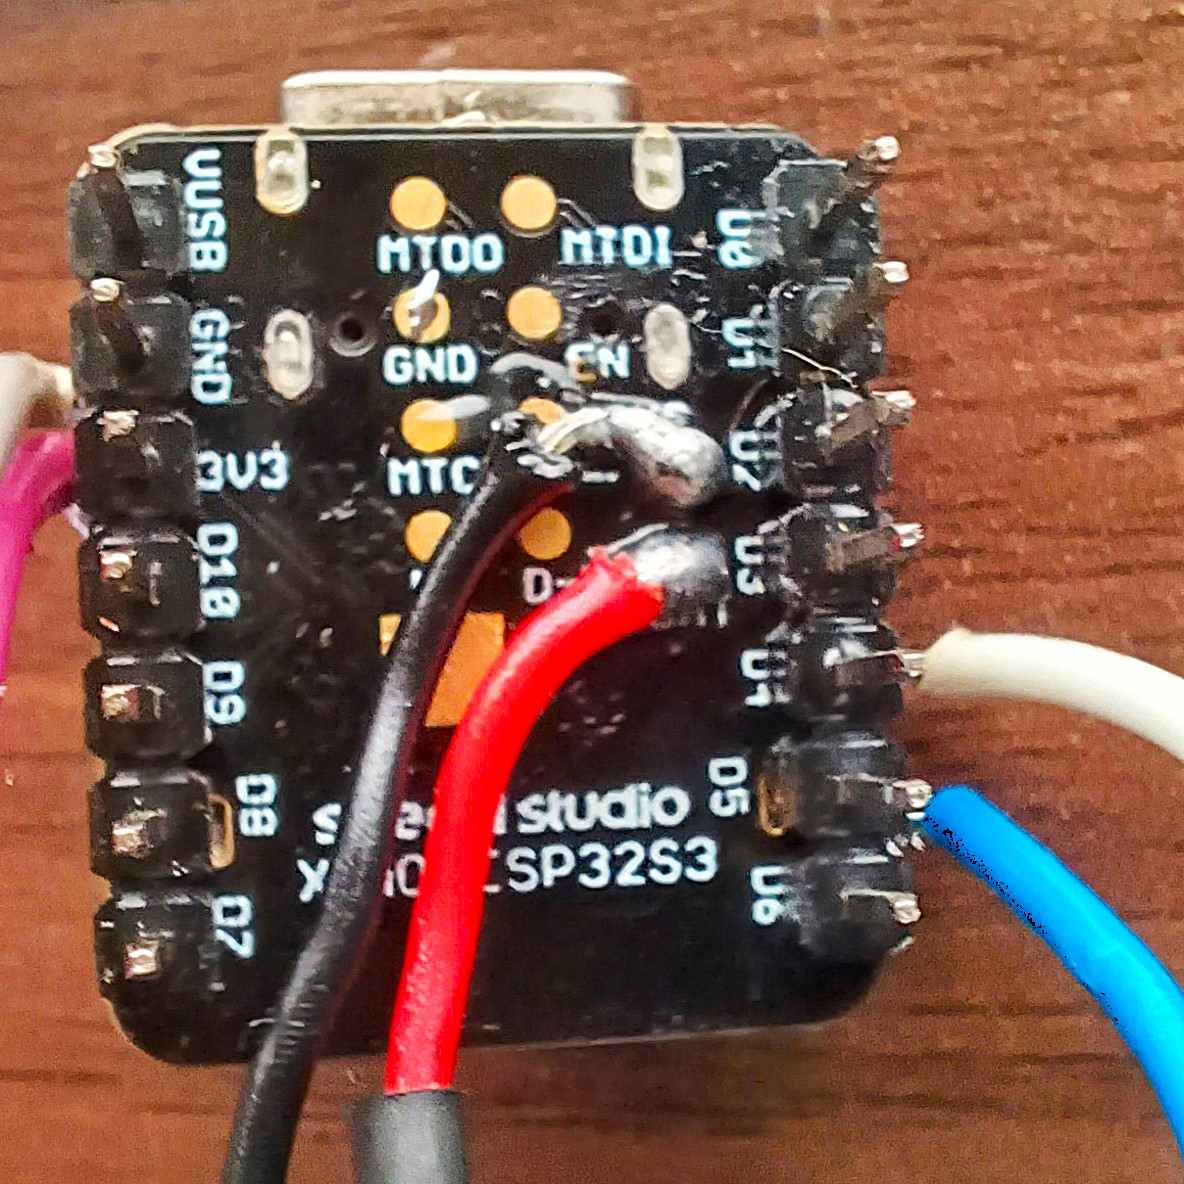 VUSB
MTDO
MTDI
D0
GND
GND
EN
D1
3V3
MTC
D2
D10
D-
D3
D9
D4
D8
studio
D5
ESP32S3
D7
D6